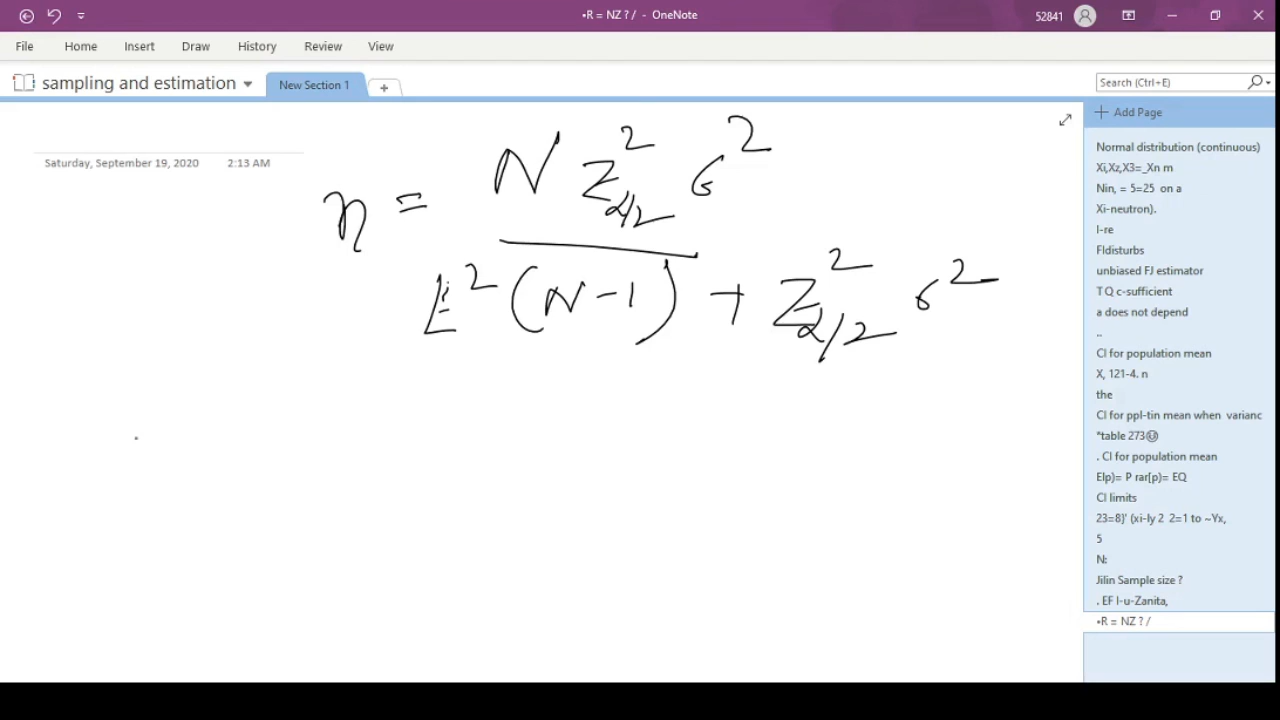 •R = NZ ? / - OneNote
52841
File Home Insert Draw History Review View
sampling and estimation
New Section 1
Search (Ctrl+E)
Add Page
Saturday, September 19, 2020 2:13 AM
n = N Z²α/2 σ²
E² (N-1) + Z²α/2 σ²
Normal distribution (continuous)
Xi,Xz,X3=_Xn m
Nin, = 5=25 on a
Xi-neutron).
I-re
FIdisturbs
unbiased FJ estimator
T Q c-sufficient
a does not depend
..
CI for population mean
X, 121-4. n
the
CI for ppl-tin mean when varianc
*table 273☺
. CI for population mean
EIp)= P rar[p)= EQ
CI limits
23=8}' (xi-ly 2 2=1 to ~Yx,
5
N:
Jilin Sample size ?
. EF I-u-Zanita,
•R = NZ ? /